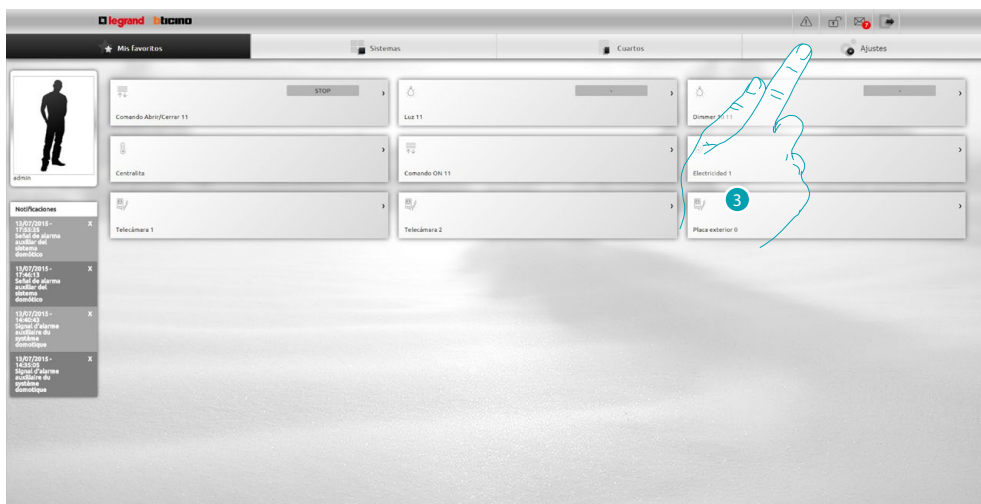 legrand bticino
7
Mis favoritos
Sistemas
Cuartos
Ajustes
admin
STOP
Comando Abrir/Cerrar 11
-
Luz 11
-
Dimmer 10 11
Centralita
Comando ON 11
Electricidad 1
Telecámara 1
Telecámara 2
3
Placa exterior 0
Notificaciones
13/07/2015 - X
17:55:35
Señal de alarma
auxiliar del
sistema
domótico
13/07/2015 - X
17:46:13
Señal de alarma
auxiliar del
sistema
domótico
13/07/2015 - X
14:40:43
Signal d'alarme
auxiliaire du
système
domotique
13/07/2015 - X
14:35:05
Signal d'alarme
auxiliaire du
système
domotique